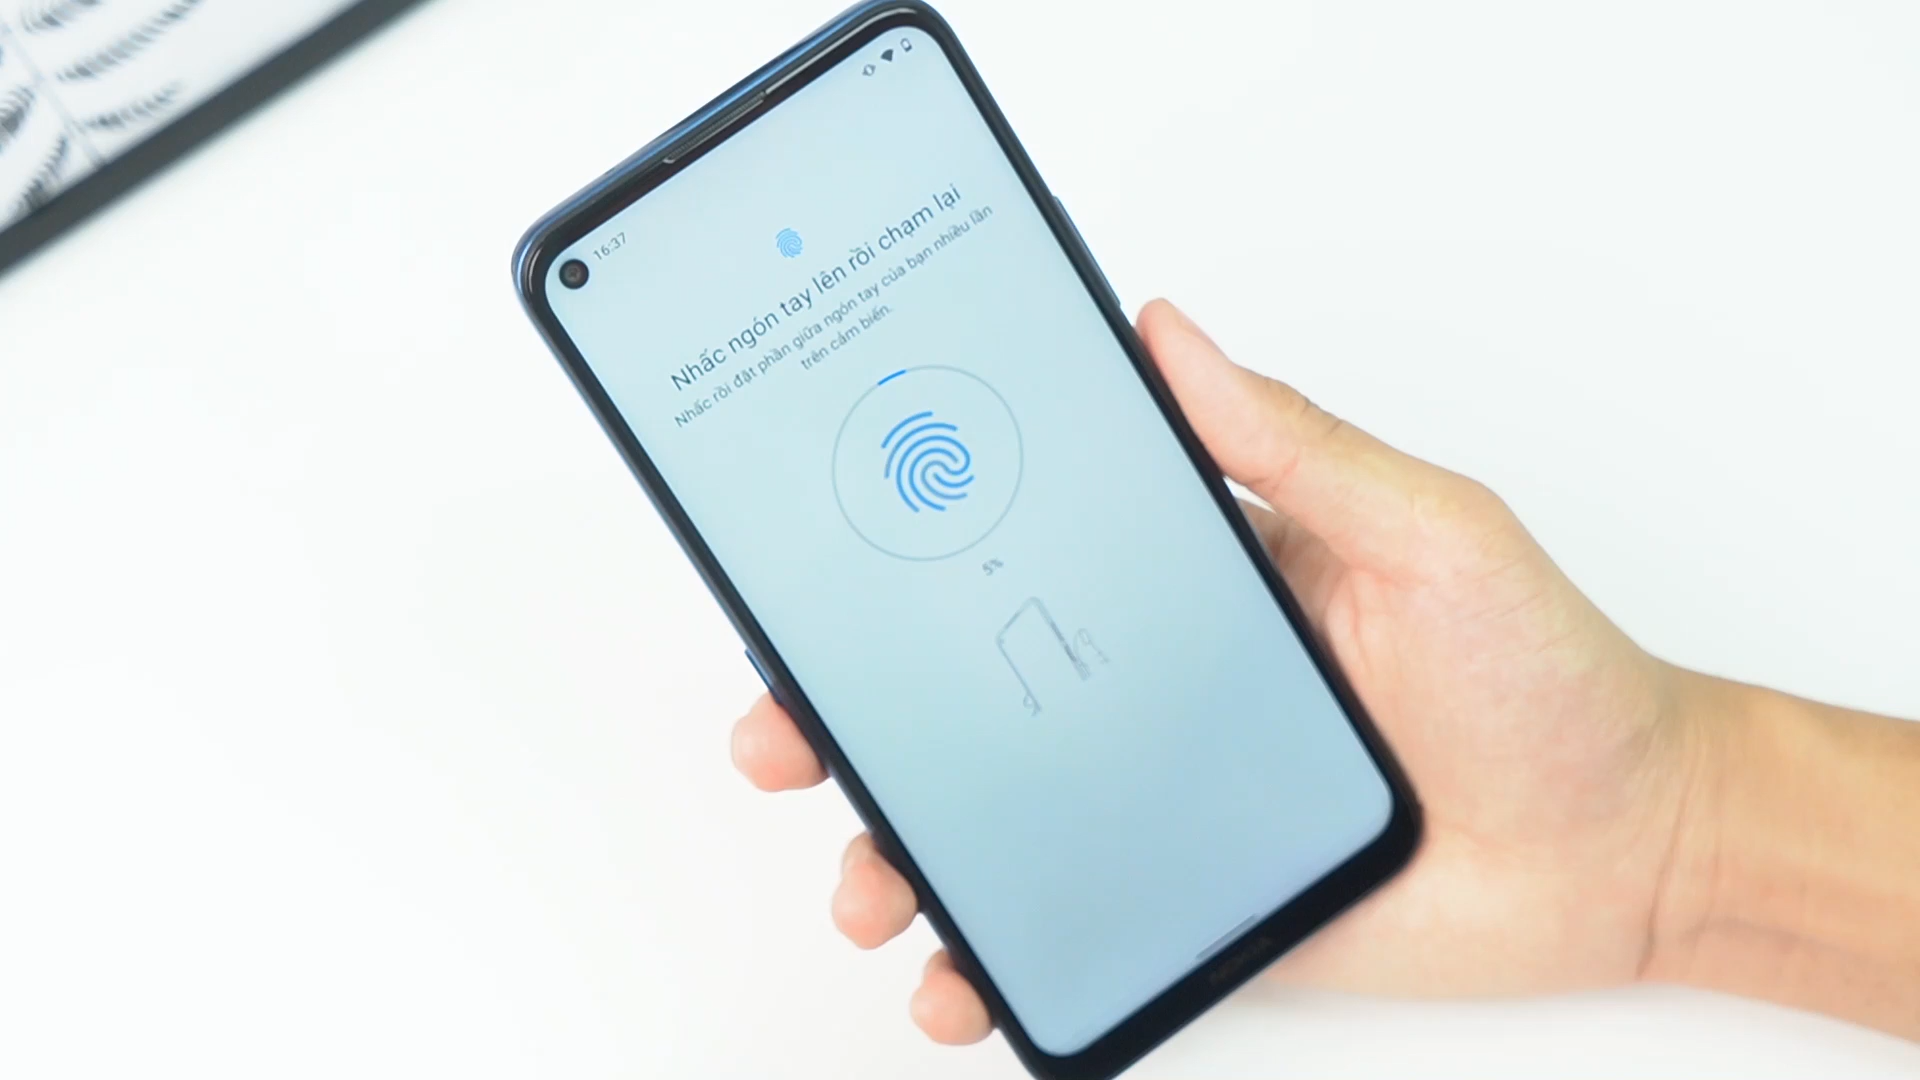 16:37
Nhấc ngón tay lên rồi chạm lại
Nhấc rồi đặt phần giữa ngón tay của bạn nhiều lần
trên cảm biến.
5%
NOKIA